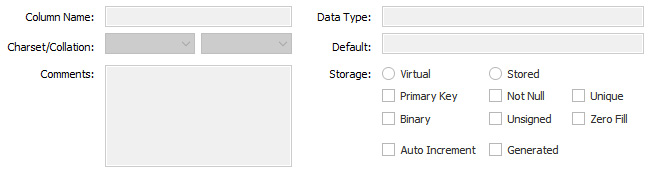 Column Name:
Data Type:
Charset/Collation:
Default:
Comments:
Storage:
Virtual
Stored
Primary Key
Not Null
Unique
Binary
Unsigned
Zero Fill
Auto Increment
Generated